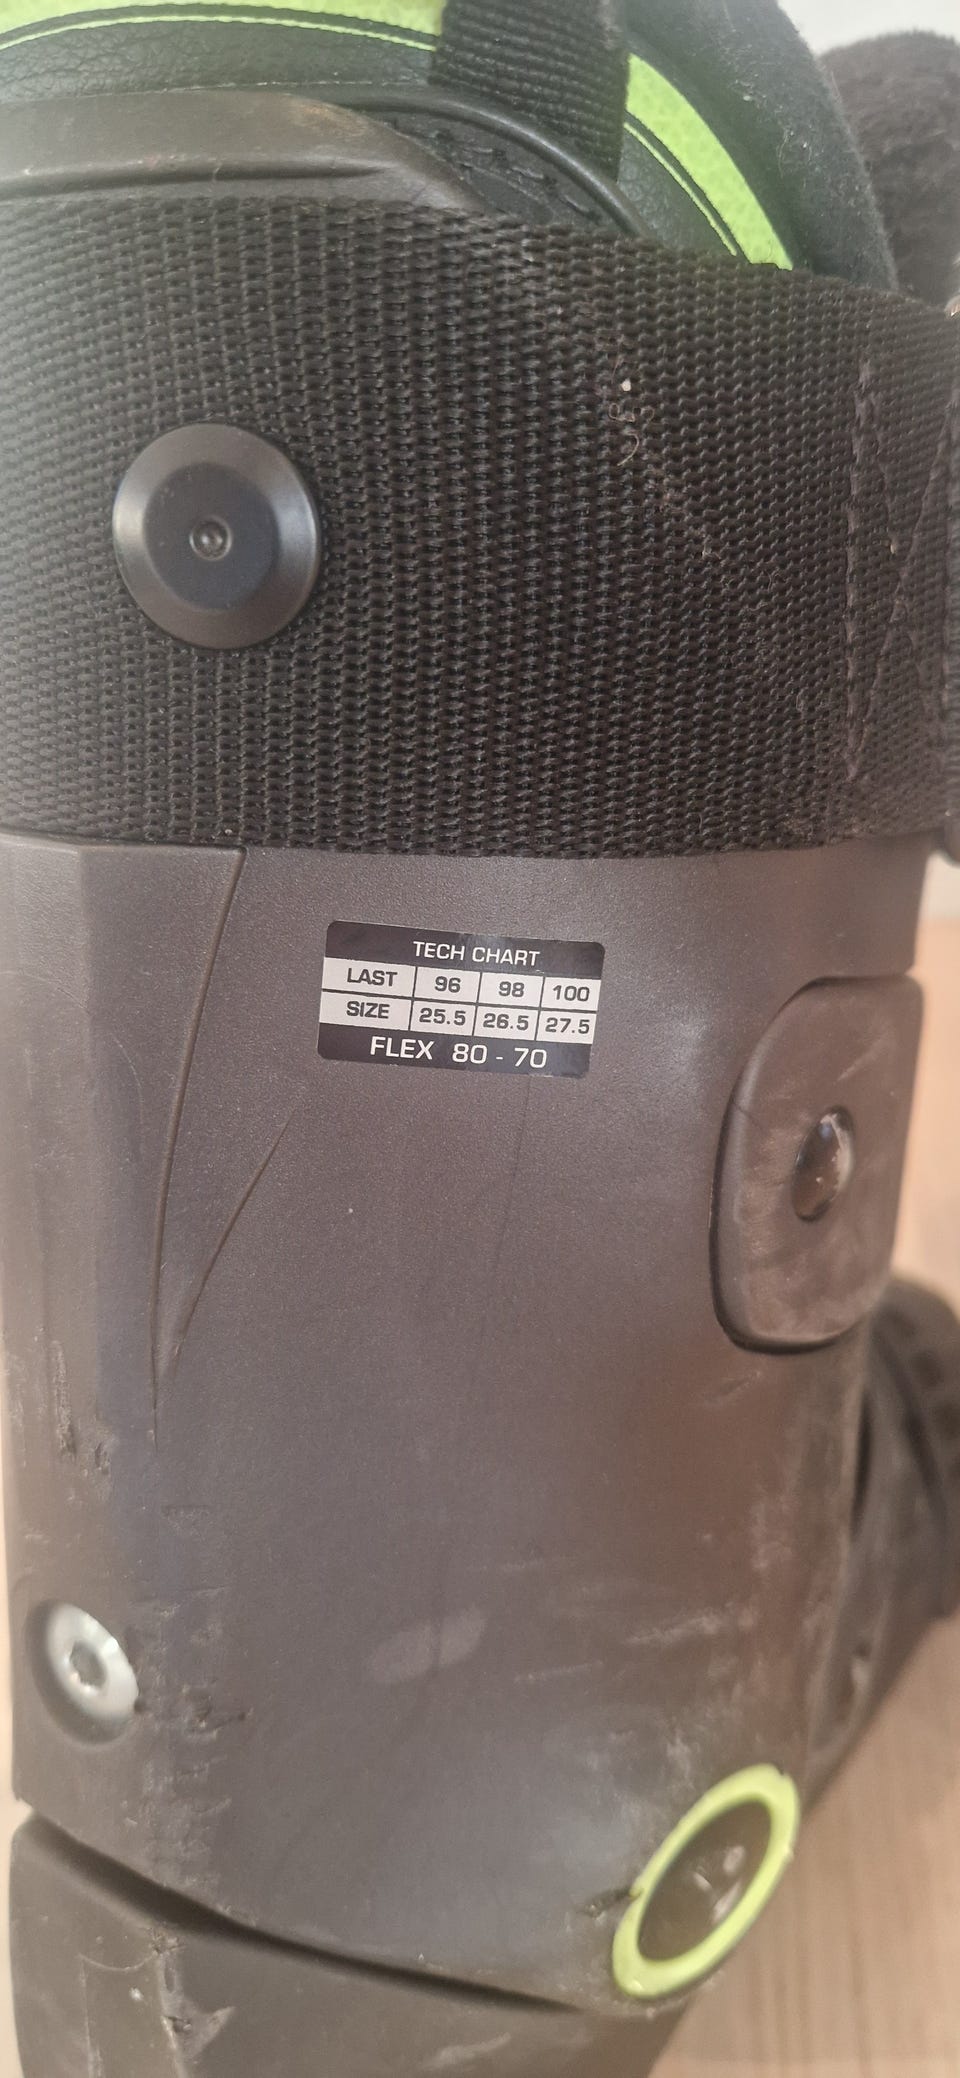 TECH CHART
LAST 96 98 100
SIZE 25.5 26.5 27.5
FLEX 80 - 70